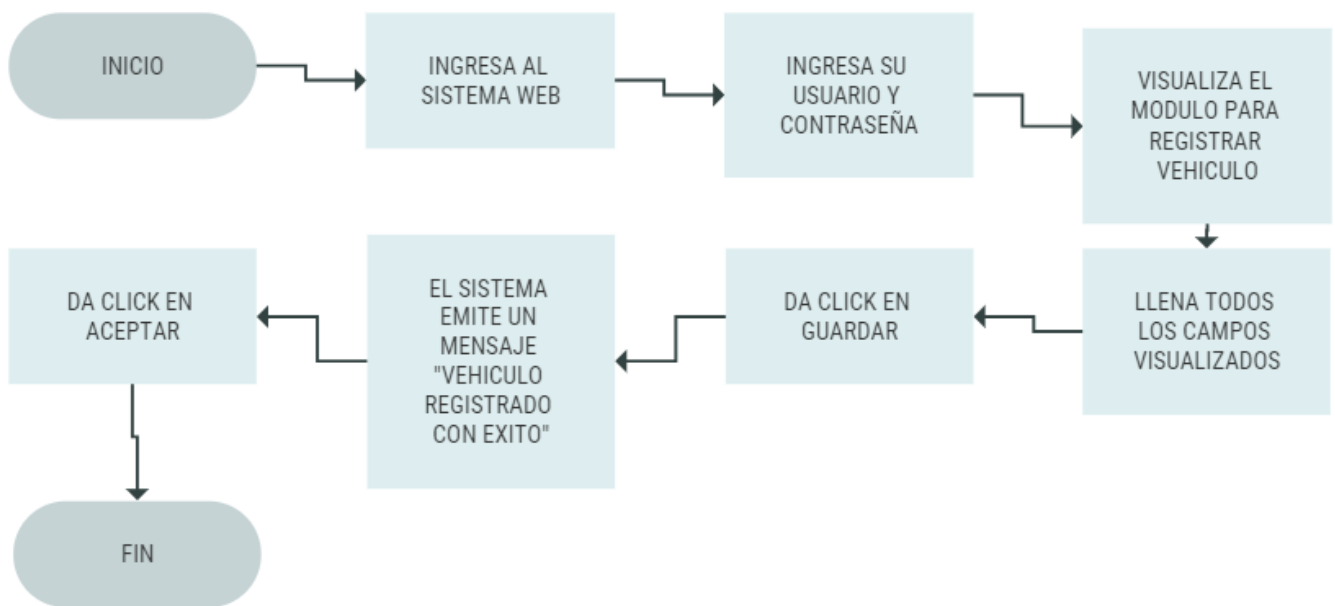 INICIO
INGRESA AL
SISTEMA WEB
INGRESA SU
USUARIO Y
CONTRASEÑA
VISUALIZA EL
MODULO PARA
REGISTRAR
VEHICULO
LLENA TODOS
LOS CAMPOS
VISUALIZADOS
DA CLICK EN
GUARDAR
EL SISTEMA
EMITE UN
MENSAJE
"VEHICULO
REGISTRADO
CON EXITO"
DA CLICK EN
ACEPTAR
FIN